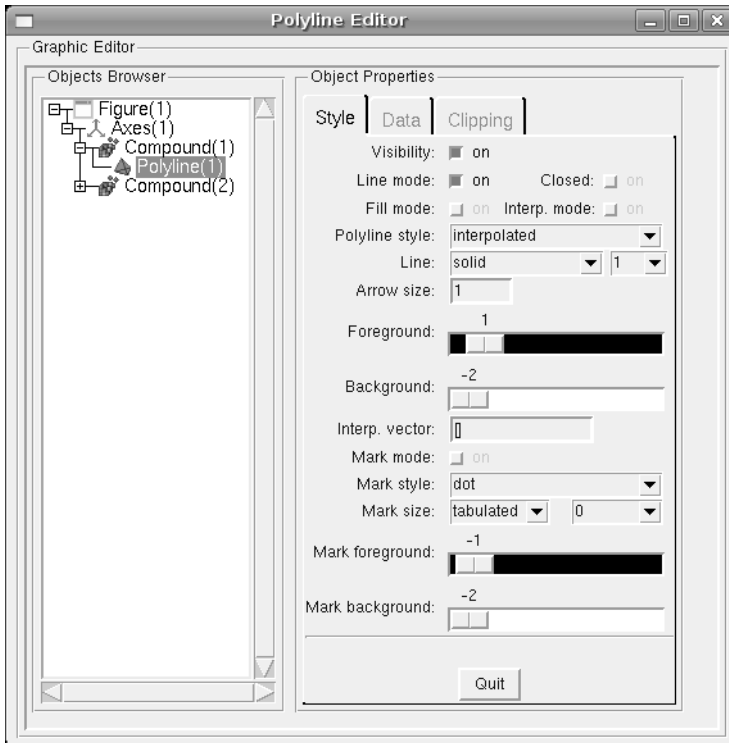 Polyline Editor
Graphic Editor
Objects Browser
Figure(1)
Axes(1)
Compound(1)
Polyline(1)
Compound(2)
Object Properties
Style Data Clipping
Visibility: on
Line mode: on Closed: on
Fill mode: on Interp. mode: on
Polyline style: interpolated
Line: solid 1
Arrow size: 1
1
Foreground:
-2
Background:
Interp. vector: []
Mark mode: on
Mark style: dot
Mark size: tabulated 0
-1
Mark foreground:
-2
Mark background:
Quit